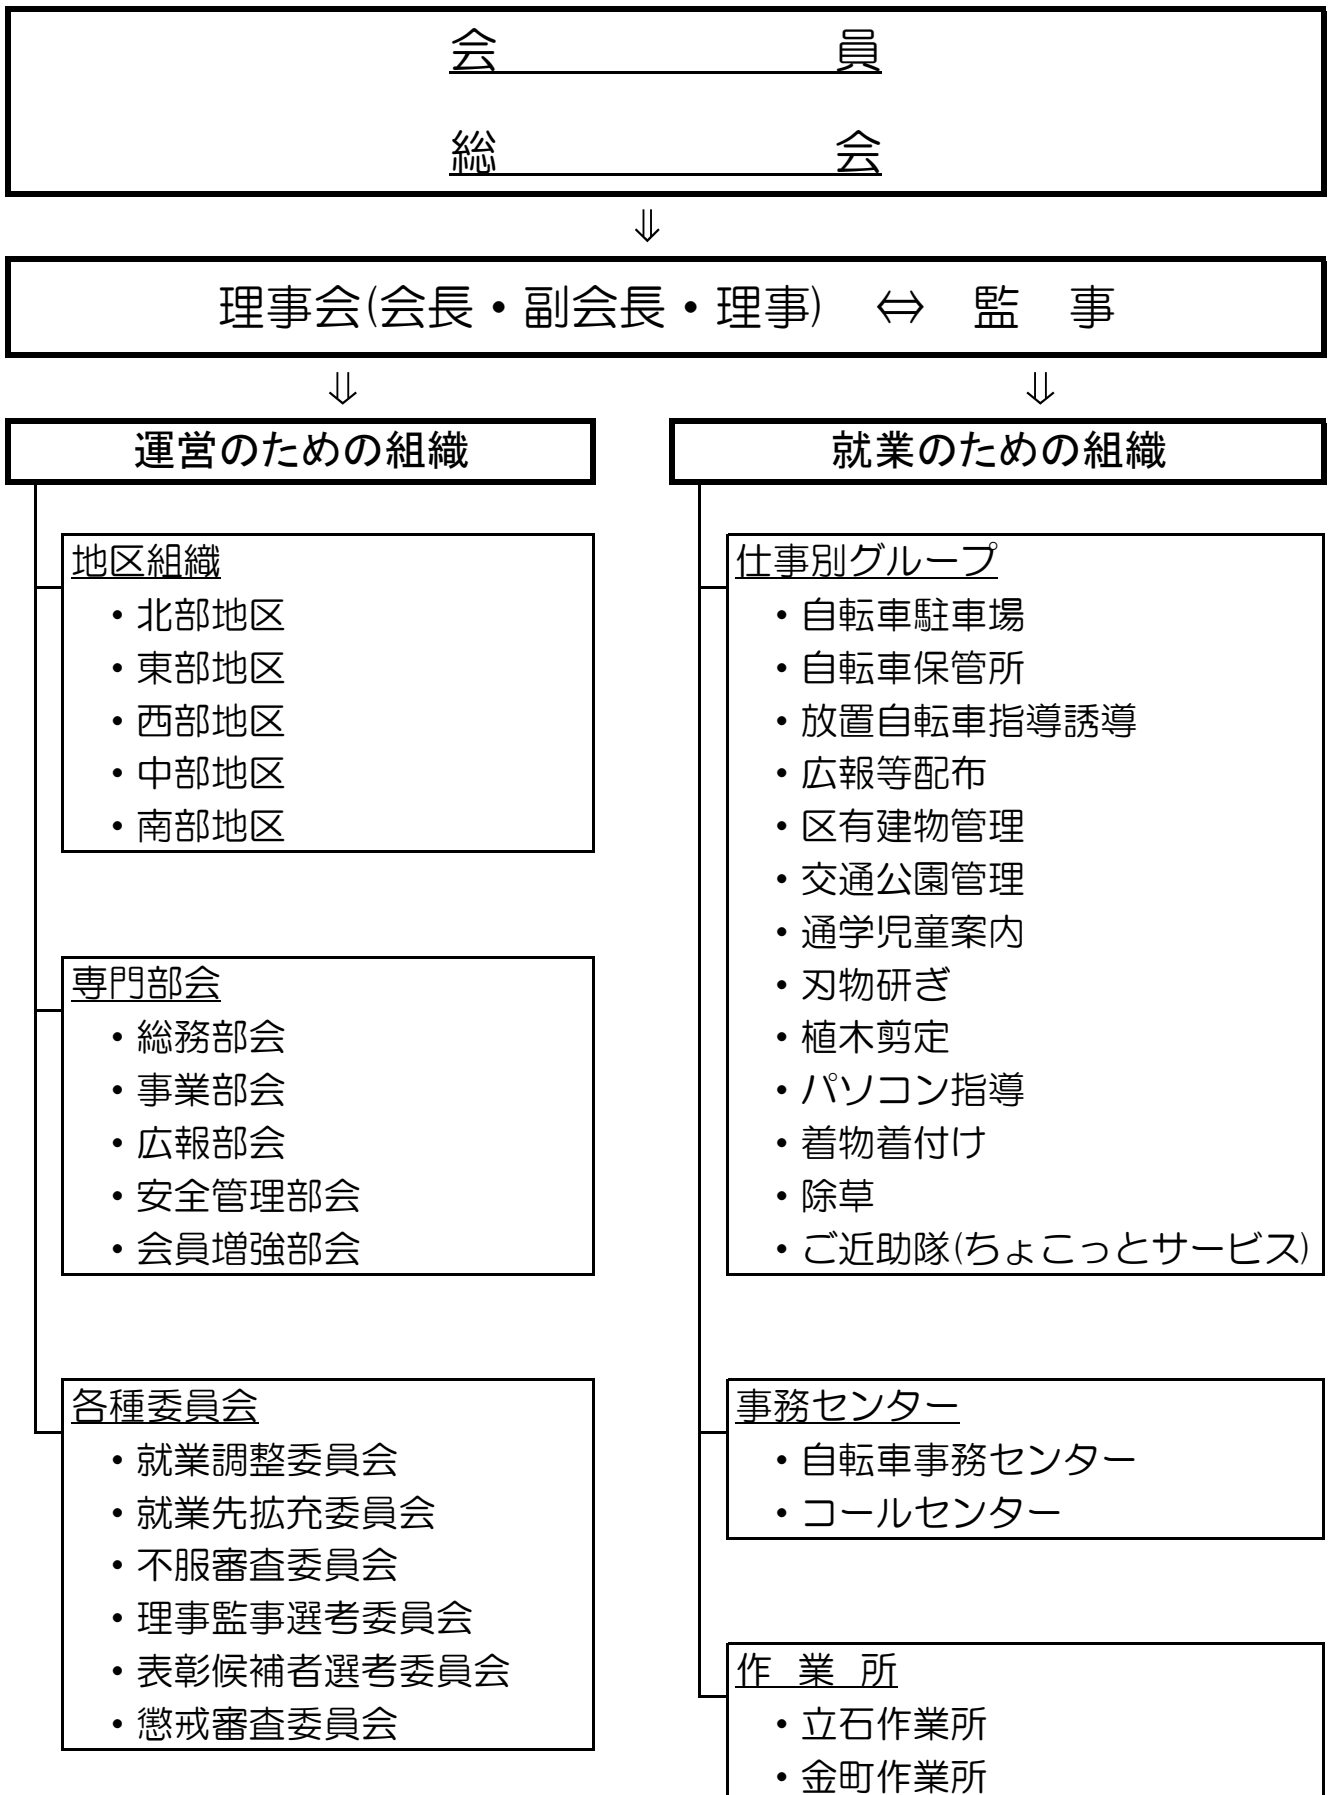 会　　　　員
総　　　　会
⇓
理事会(会長・副会長・理事)　⇔　監　事
⇓　⇓
運営のための組織
地区組織
・北部地区
・東部地区
・西部地区
・中部地区
・南部地区
専門部会
・総務部会
・事業部会
・広報部会
・安全管理部会
・会員増強部会
各種委員会
・就業調整委員会
・就業先拡充委員会
・不服審査委員会
・理事監事選考委員会
・表彰候補者選考委員会
・懲戒審査委員会
就業のための組織
仕事別グループ
・自転車駐車場
・自転車保管所
・放置自転車指導誘導
・広報等配布
・区有建物管理
・交通公園管理
・通学児童案内
・刃物研ぎ
・植木剪定
・パソコン指導
・着物着付け
・除草
・ご近助隊(ちょこっとサービス)
事務センター
・自転車事務センター
・コールセンター
作　業　所
・立石作業所
・金町作業所